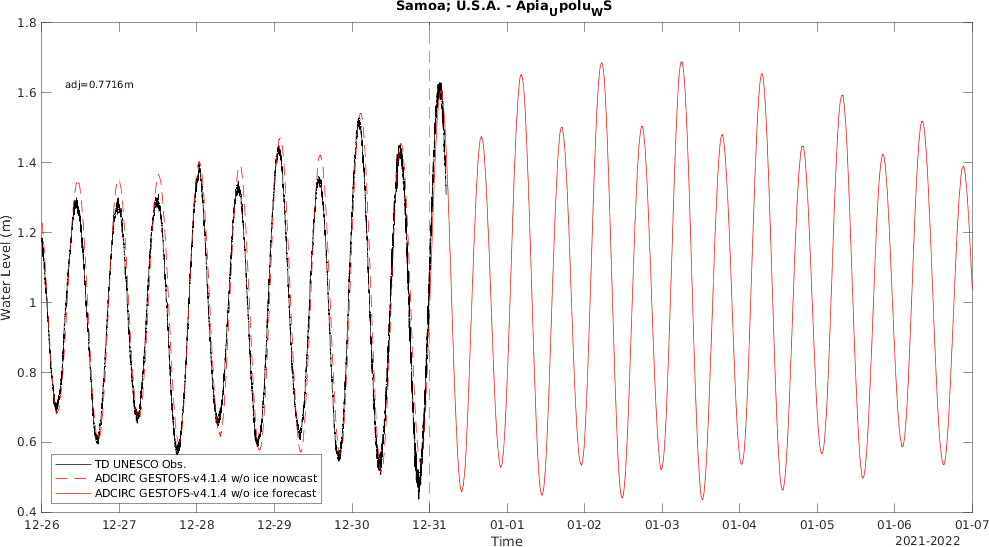 Samoa; U.S.A. - ApiaUpoluWS
1.8
adj=0.7716m
1.6
1.4
1.2
1
0.8
0.6
0.4
Water Level (m)
TD UNESCO Obs.
ADCIRC GESTOFS-v4.1.4 w/o ice nowcast
ADCIRC GESTOFS-v4.1.4 w/o ice forecast
12-26 12-27 12-28 12-29 12-30 12-31 01-01 01-02 01-03 01-04 01-05 01-06 01-07
Time
2021-2022